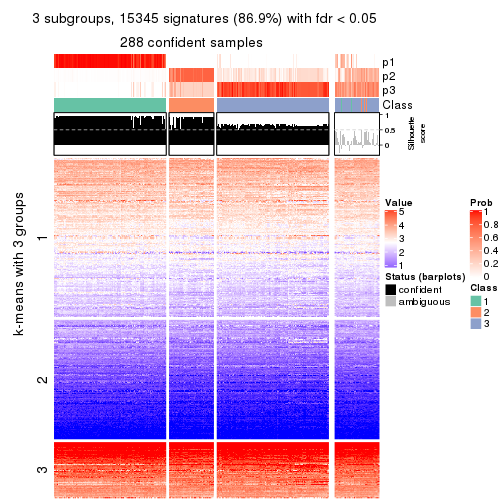 3 subgroups, 15345 signatures (86.9%) with fdr < 0.05
288 confident samples
p1
p2
p3
Class
1
0.5
0
Silhouette
score
k-means with 3 groups
1
2
3
Value
5
4
3
2
1
Status (barplots)
confident
ambiguous
Prob
1
0.8
0.6
0.4
0.2
0
Class
1
2
3